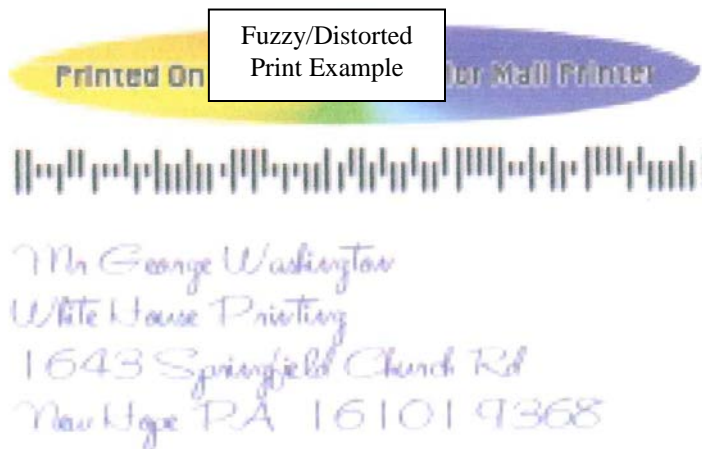 Fuzzy/Distorted
Print Example
Printed On
lor Mail Printer
Mr George Washington
White House Printing
1643 Springfield Church Rd
New Hope PA 16101 9368